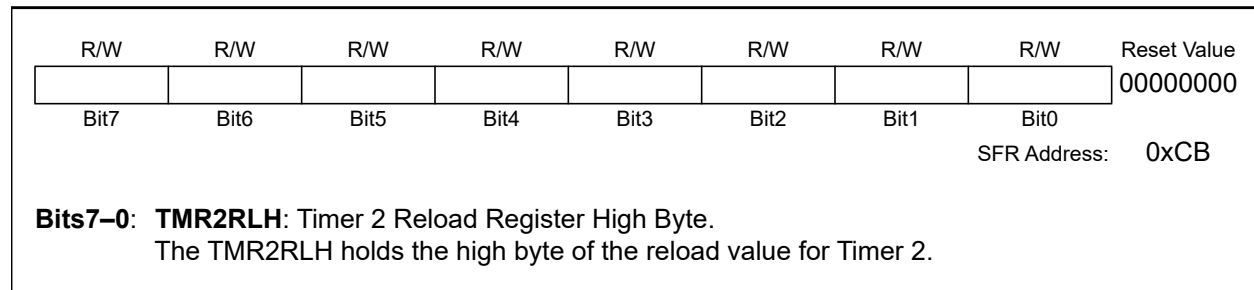 R/W R/W R/W R/W R/W R/W R/W R/W Reset Value
00000000
Bit7 Bit6 Bit5 Bit4 Bit3 Bit2 Bit1 Bit0
SFR Address: 0xCB
Bits7–0: TMR2RLH: Timer 2 Reload Register High Byte.
The TMR2RLH holds the high byte of the reload value for Timer 2.